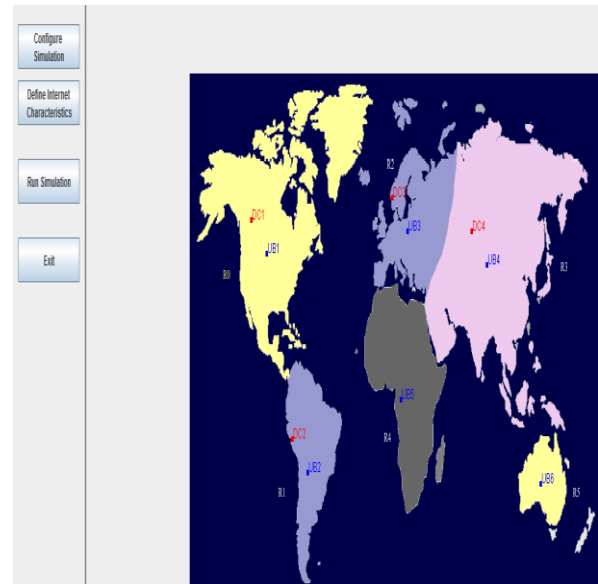 Configure
Simulation
Define Internet
Characteristics
Run Simulation
Exit
R2
DC3
DC1
UB3
DC4
UB1
UB4
R0
R3
UB5
R4
DC2
UB2
UB6
R1
R5